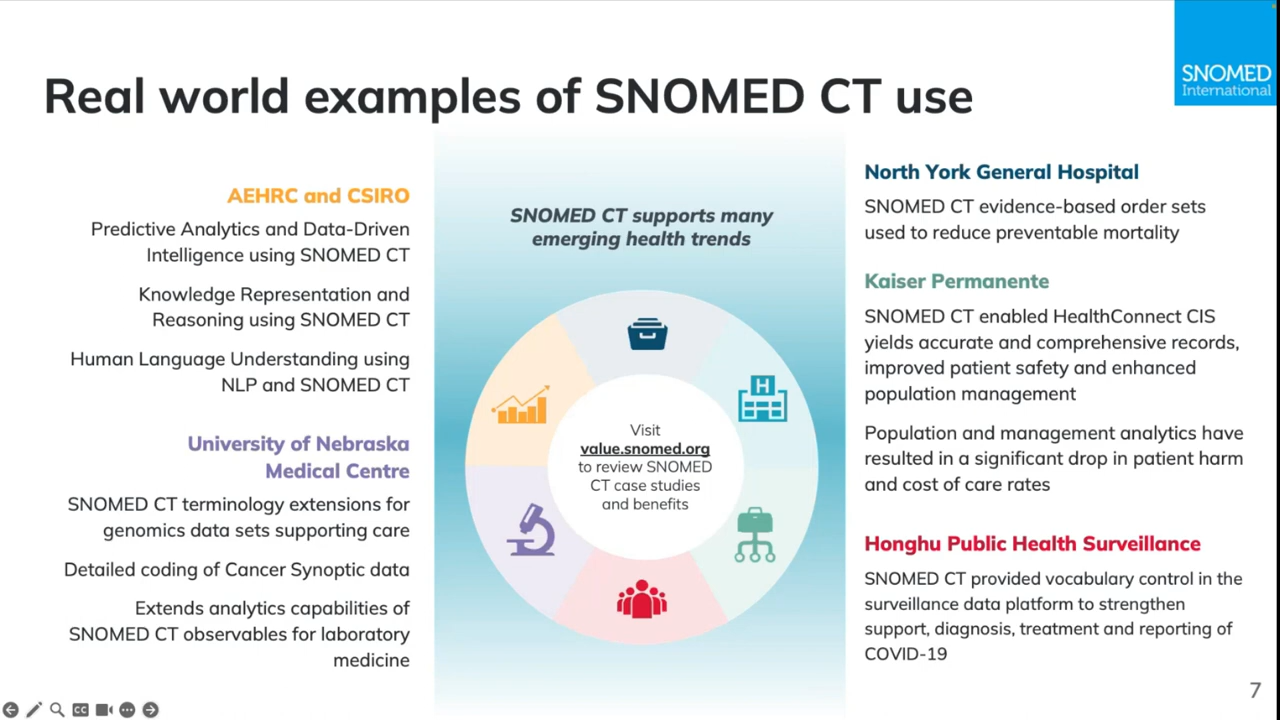 SNOMED
International
Real world examples of SNOMED CT use
AEHRC and CSIRO
Predictive Analytics and Data-Driven
Intelligence using SNOMED CT
Knowledge Representation and
Reasoning using SNOMED CT
Human Language Understanding using
NLP and SNOMED CT
University of Nebraska
Medical Centre
SNOMED CT terminology extensions for
genomics data sets supporting care
Detailed coding of Cancer Synoptic data
Extends analytics capabilities of
SNOMED CT observables for laboratory
medicine
SNOMED CT supports many
emerging health trends
H
Visit
value.snomed.org
to review SNOMED
CT case studies
and benefits
North York General Hospital
SNOMED CT evidence-based order sets
used to reduce preventable mortality
Kaiser Permanente
SNOMED CT enabled HealthConnect CIS
yields accurate and comprehensive records,
improved patient safety and enhanced
population management
Population and management analytics have
resulted in a significant drop in patient harm
and cost of care rates
Honghu Public Health Surveillance
SNOMED CT provided vocabulary control in the
surveillance data platform to strengthen
support, diagnosis, treatment and reporting of
COVID-19
7
CC